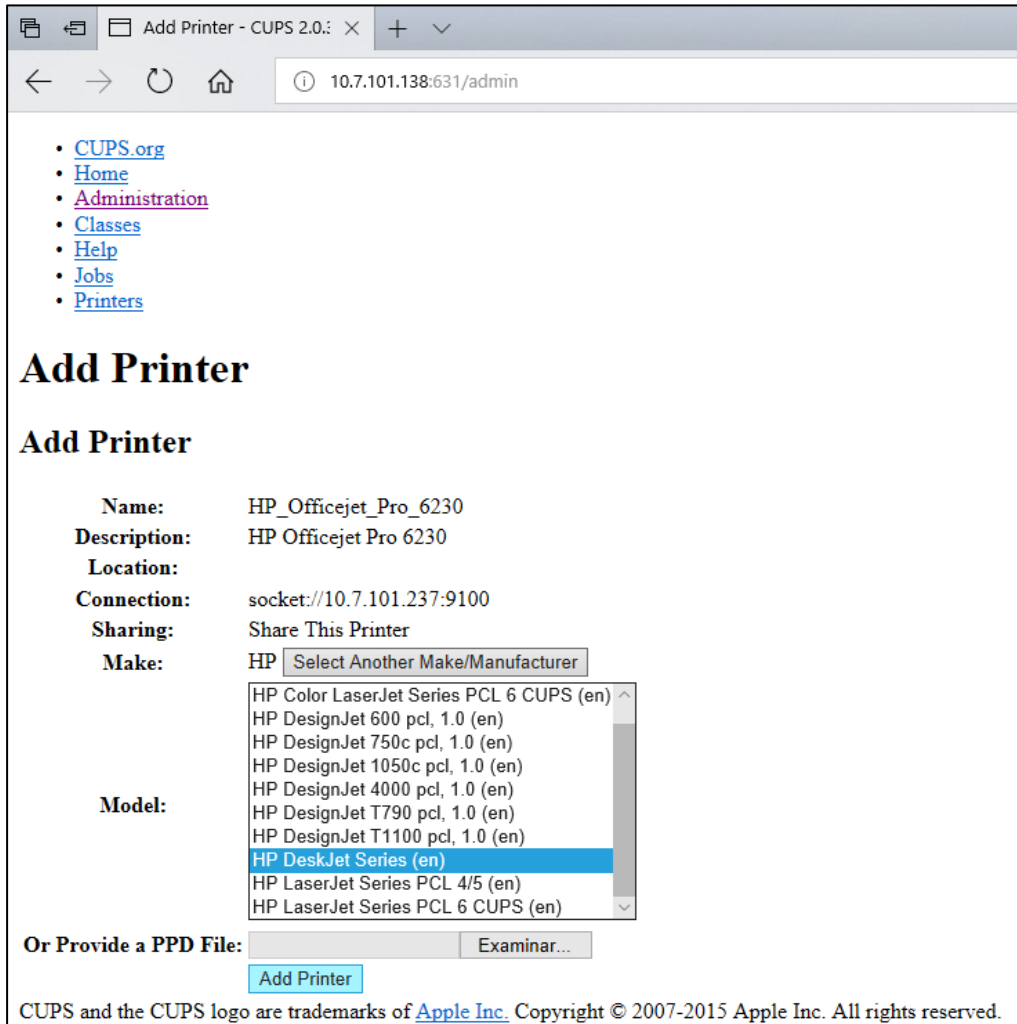 Add Printer - CUPS 2.0.
10.7.101.138:631/admin
• CUPS.org
• Home
• Administration
• Classes
• Help
• Jobs
• Printers
Add Printer
Add Printer
Name: HP_Officejet_Pro_6230
Description: HP Officejet Pro 6230
Location:
Connection: socket://10.7.101.237:9100
Sharing: Share This Printer
Make: HP Select Another Make/Manufacturer
Model:
HP Color LaserJet Series PCL 6 CUPS (en)
HP DesignJet 600 pcl, 1.0 (en)
HP DesignJet 750c pcl, 1.0 (en)
HP DesignJet 1050c pcl, 1.0 (en)
HP DesignJet 4000 pcl, 1.0 (en)
HP DesignJet T790 pcl, 1.0 (en)
HP DesignJet T1100 pcl, 1.0 (en)
HP DeskJet Series (en)
HP LaserJet Series PCL 4/5 (en)
HP LaserJet Series PCL 6 CUPS (en)
Or Provide a PPD File: Examinar...
Add Printer
CUPS and the CUPS logo are trademarks of Apple Inc. Copyright © 2007-2015 Apple Inc. All rights reserved.